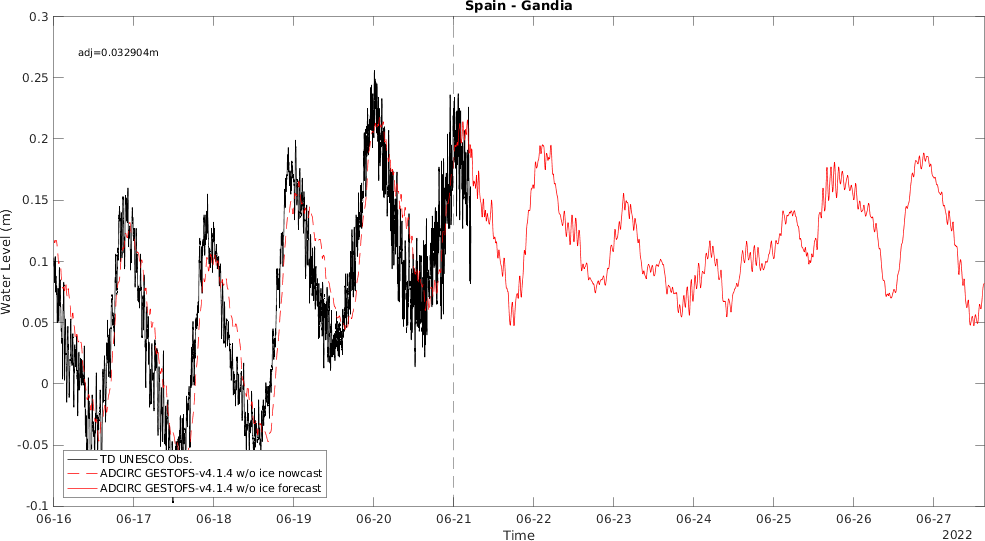 Spain - Gandia
0.3
0.25
0.2
0.15
0.1
0.05
0
-0.05
-0.1
Water Level (m)
adj=0.032904m
TD UNESCO Obs.
ADCIRC GESTOFS-v4.1.4 w/o ice nowcast
ADCIRC GESTOFS-v4.1.4 w/o ice forecast
06-16 06-17 06-18 06-19 06-20 06-21 06-22 06-23 06-24 06-25 06-26 06-27
Time
2022